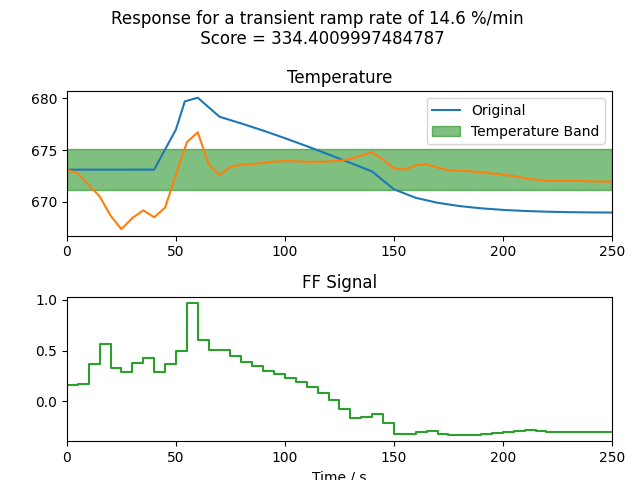 Response for a transient ramp rate of 14.6 %/min
Score = 334.4009997484787
Temperature
680
675
670
Original
Temperature Band
0 50 100 150 200 250
FF Signal
1.0
0.5
0.0
0 50 100 150 200 250
Time / s